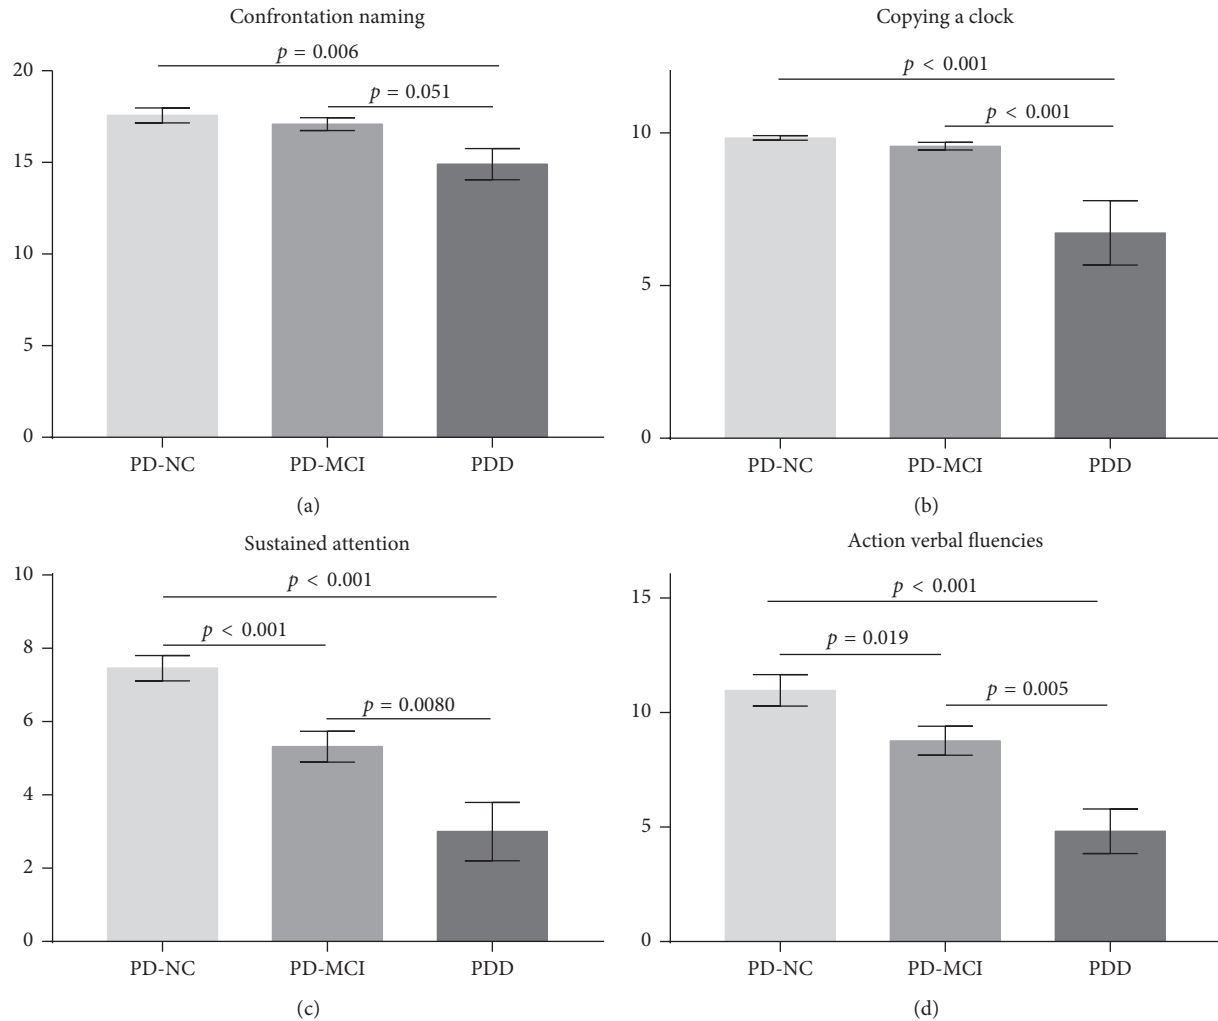 Confrontation naming
p = 0.006
p = 0.051
20
15
10
5
0
PD-NC PD-MCI PDD
(a)
Copying a clock
p < 0.001
p < 0.001
10
5
0
PD-NC PD-MCI PDD
(b)
Sustained attention
p < 0.001
p < 0.001
p = 0.0080
10
8
6
4
2
0
PD-NC PD-MCI PDD
(c)
Action verbal fluencies
p < 0.001
p = 0.019
p = 0.005
15
10
5
0
PD-NC PD-MCI PDD
(d)